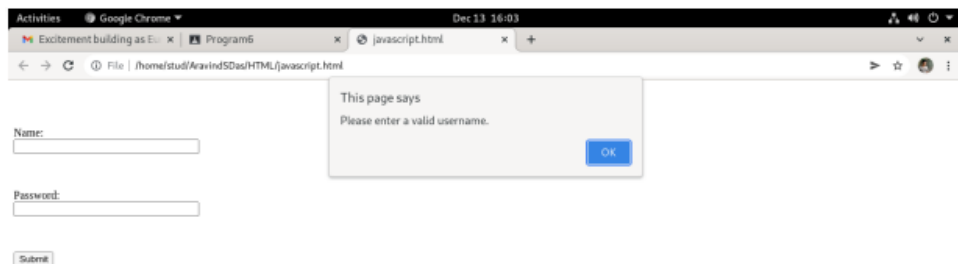 Activities Google Chrome Dec 13 16:03
Excitement building as Program6 javascript.html
File | /home/stud/AravindSDas/HTML/javascript.html
This page says
Please enter a valid username.
OK
Name:
Password:
Submit